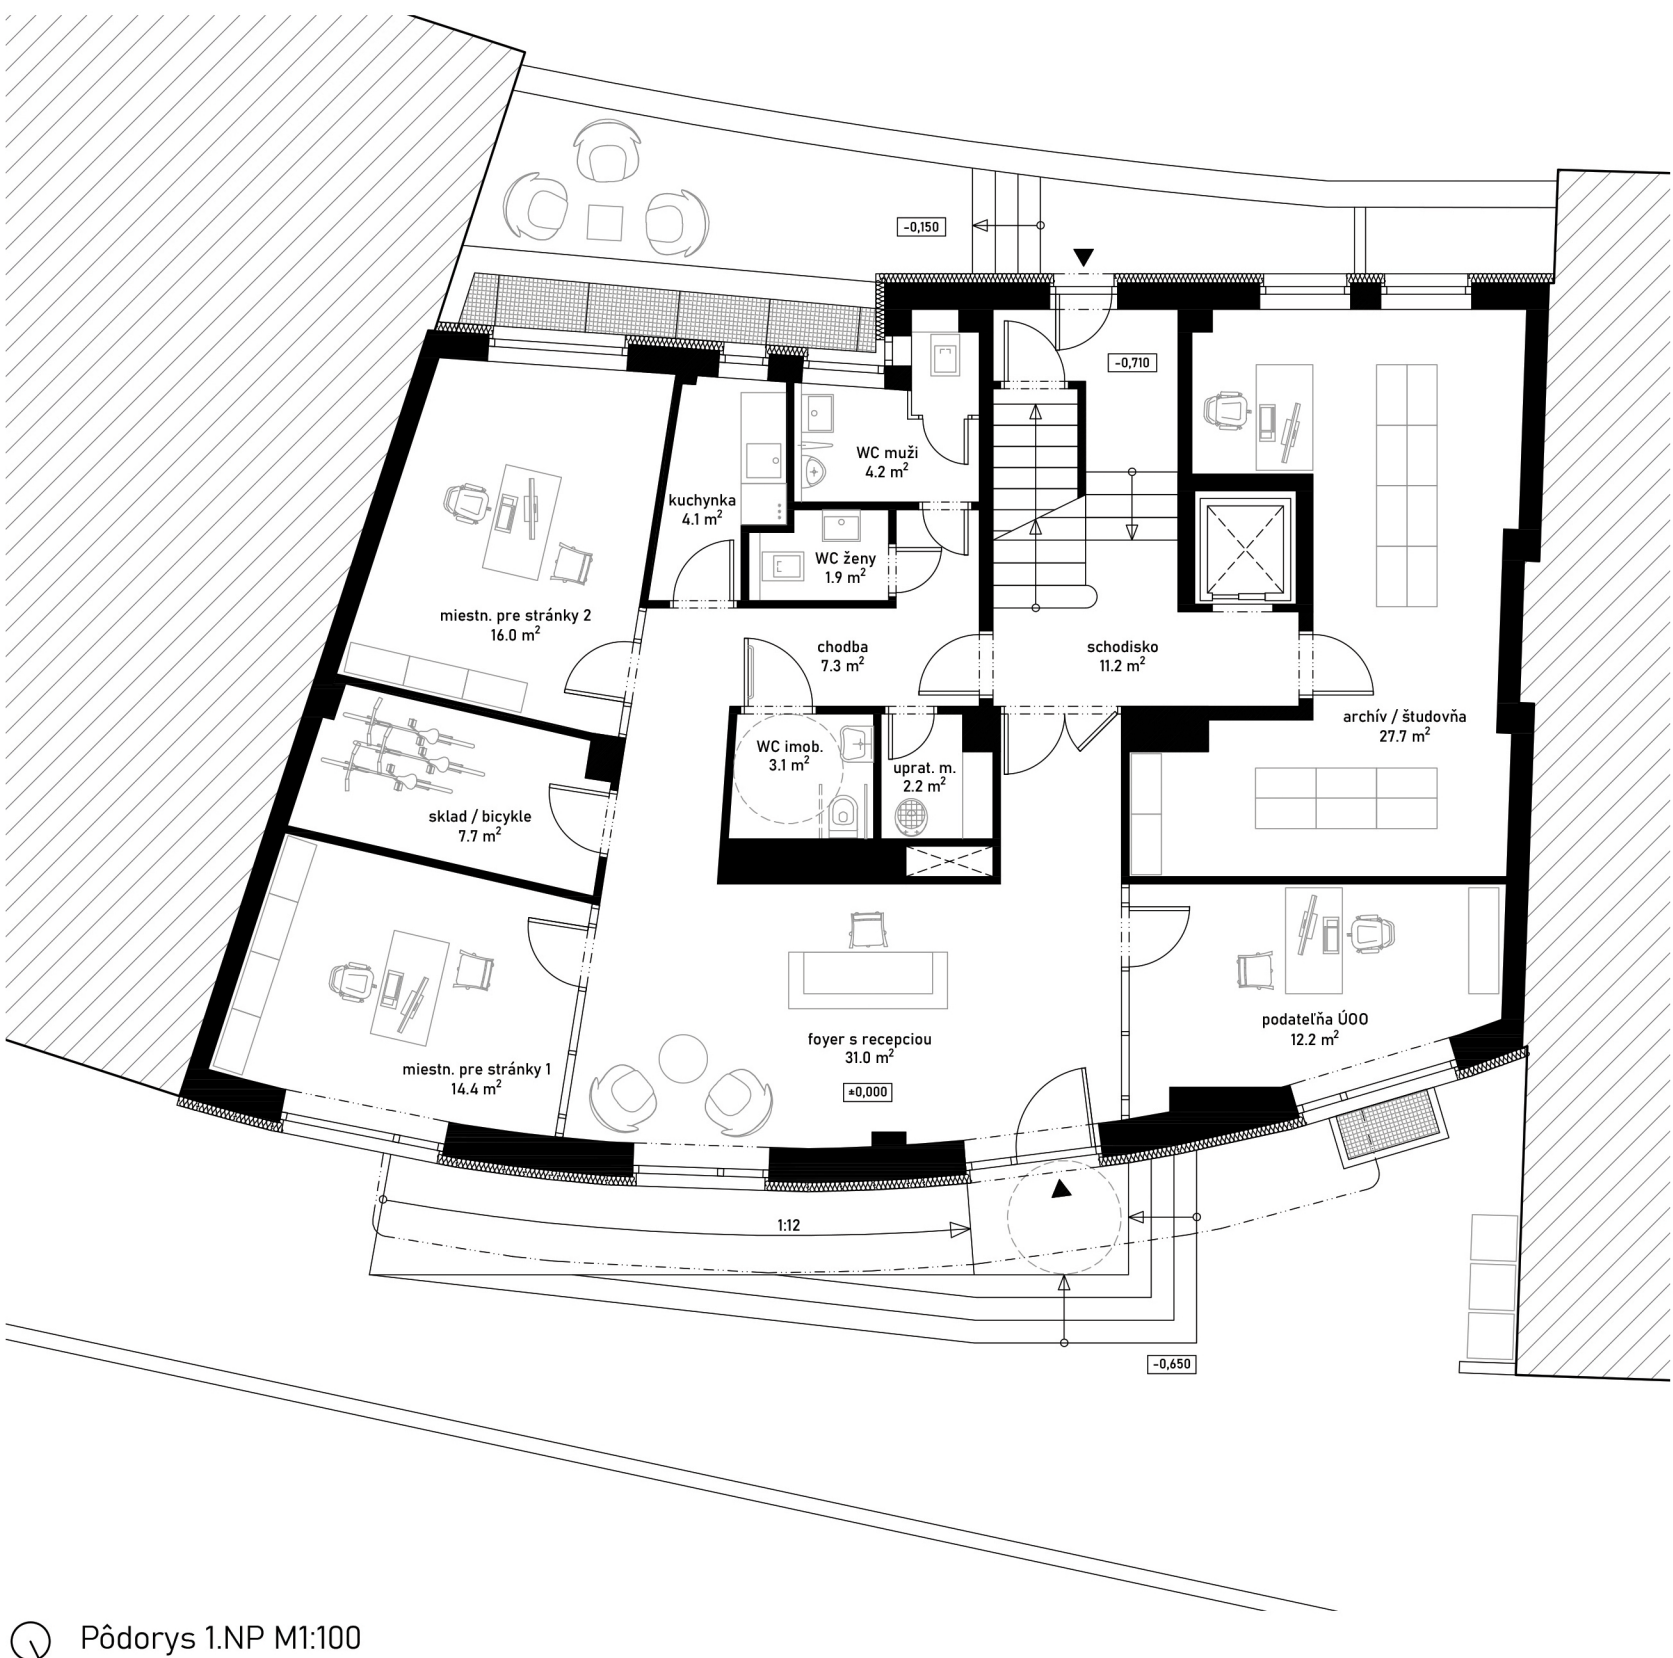 -0,150
-0,710
WC muži
4.2 m²
kuchynka
4.1 m²
WC ženy
1.9 m²
miestn. pre stránky 2
16.0 m²
chodba
7.3 m²
schodisko
11.2 m²
archív / študovňa
27.7 m²
WC imob.
3.1 m²
uprat. m.
2.2 m²
sklad / bicykle
7.7 m²
podateľňa ÚOO
12.2 m²
foyer s recepciou
31.0 m²
±0,000
miestn. pre stránky 1
14.4 m²
1:12
-0,650
Pôdorys 1.NP M1:100